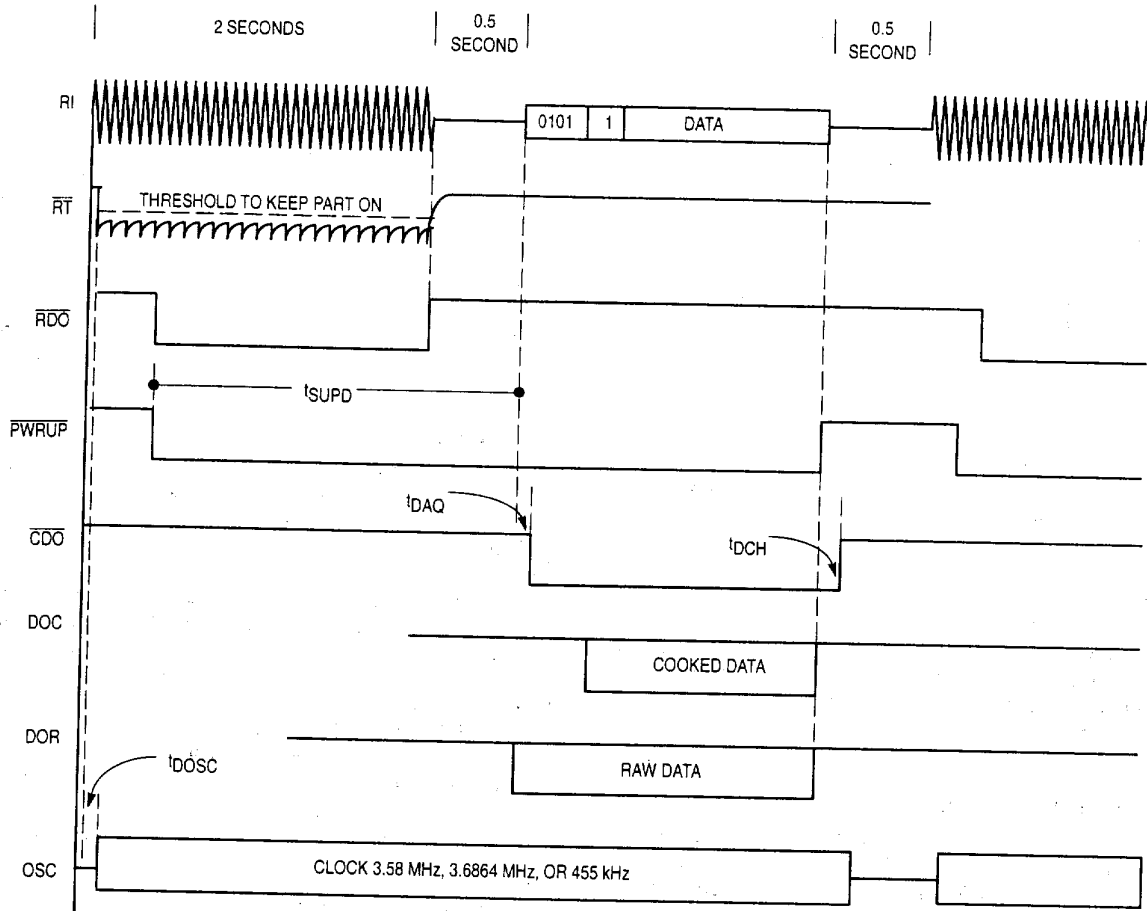 2 SECONDS
0.5
SECOND
0.5
SECOND
RI
0101
1
DATA
RT
THRESHOLD TO KEEP PART ON
RDO
tSUPD
PWRUP
tDAQ
CDO
tDCH
DOC
COOKED DATA
DOR
RAW DATA
tDOSC
OSC
CLOCK 3.58 MHz, 3.6864 MHz, OR 455 kHz